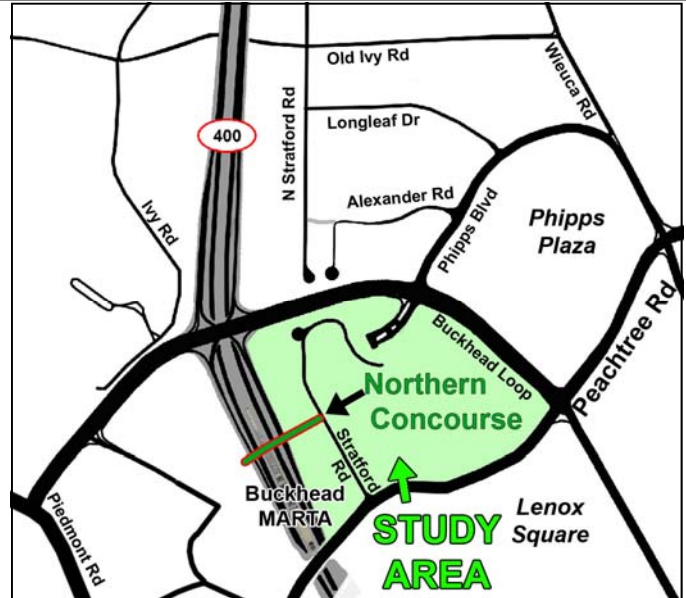 Old Ivy Rd
Wieuca Rd
Longleaf Dr
400
N Stratford Rd
Ivy Rd
Alexander Rd
Phipps Blvd
Phipps
Plaza
Peachtree Rd
Buckhead Loop
Northern
Concourse
Stratford
Rd
Buckhead
MARTA
Piedmont Rd
STUDY
AREA
Lenox
Square